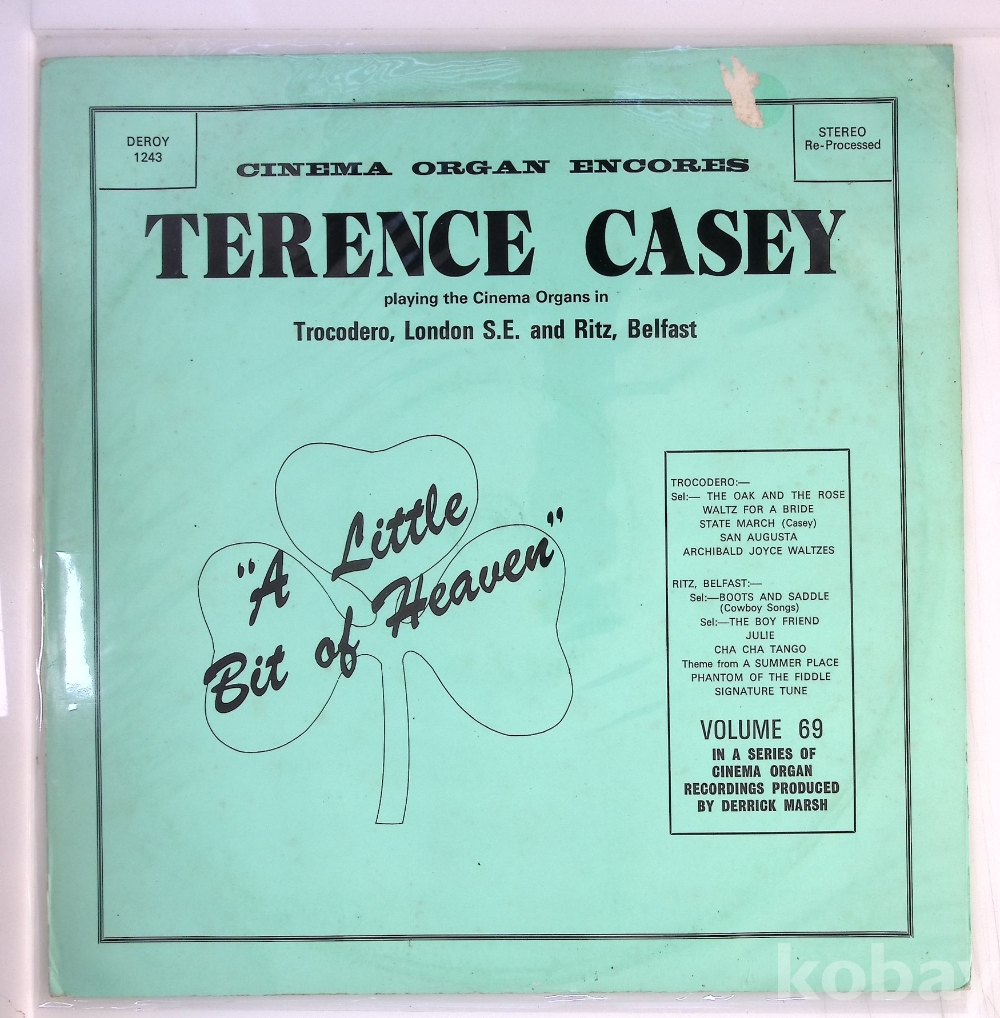 DEROY
1243
STEREO
Re-Processed
CINEMA ORGAN ENCORES
TERENCE CASEY
playing the Cinema Organs in
Trocodero, London S.E. and Ritz, Belfast
"A Little
Bit of Heaven"
TROCODERO:—
Sel:— THE OAK AND THE ROSE
WALTZ FOR A BRIDE
STATE MARCH (Casey)
SAN AUGUSTA
ARCHIBALD JOYCE WALTZES
RITZ, BELFAST:—
Sel:—BOOTS AND SADDLE
(Cowboy Songs)
Sel:—THE BOY FRIEND
JULIE
CHA CHA TANGO
Theme from A SUMMER PLACE
PHANTOM OF THE FIDDLE
SIGNATURE TUNE
VOLUME 69
IN A SERIES OF
CINEMA ORGAN
RECORDINGS PRODUCED
BY DERRICK MARSH